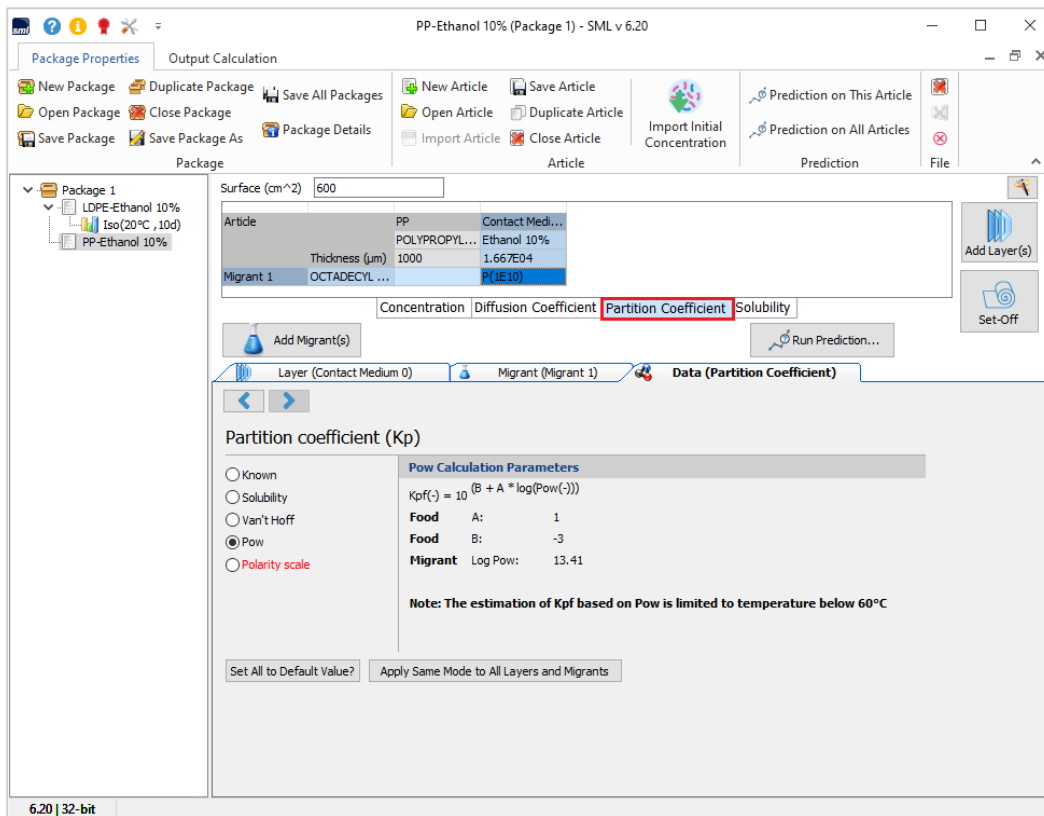 sml
PP-Ethanol 10% (Package 1) - SML v 6.20
Package Properties Output Calculation
New Package Duplicate Package Save All Packages
Open Package Close Package
Save Package Save Package As Package Details
Package
New Article Save Article
Open Article Duplicate Article
Import Article Close Article
Import Initial
Concentration
Article
Prediction on This Article
Prediction on All Articles
Prediction
File
Package 1
LDPE-Ethanol 10%
Iso(20°C ,10d)
PP-Ethanol 10%
Surface (cm^2) 600
Article PP Contact Medi...
POLYPROPYL... Ethanol 10%
Thickness (µm) 1000 1.667E04
Migrant 1 OCTADECYL ... P(1E10)
Add Layer(s)
Set-Off
Concentration Diffusion Coefficient Partition Coefficient Solubility
Add Migrant(s) Run Prediction...
Layer (Contact Medium 0) Migrant (Migrant 1) Data (Partition Coefficient)
Partition coefficient (Kp)
Known
Solubility
Van't Hoff
Pow
Polarity scale
Pow Calculation Parameters
Kpf(-) = 10 (B + A * log(Pow(-)))
Food A: 1
Food B: -3
Migrant Log Pow: 13.41
Note: The estimation of Kpf based on Pow is limited to temperature below 60°C
Set All to Default Value? Apply Same Mode to All Layers and Migrants
6.20 | 32-bit